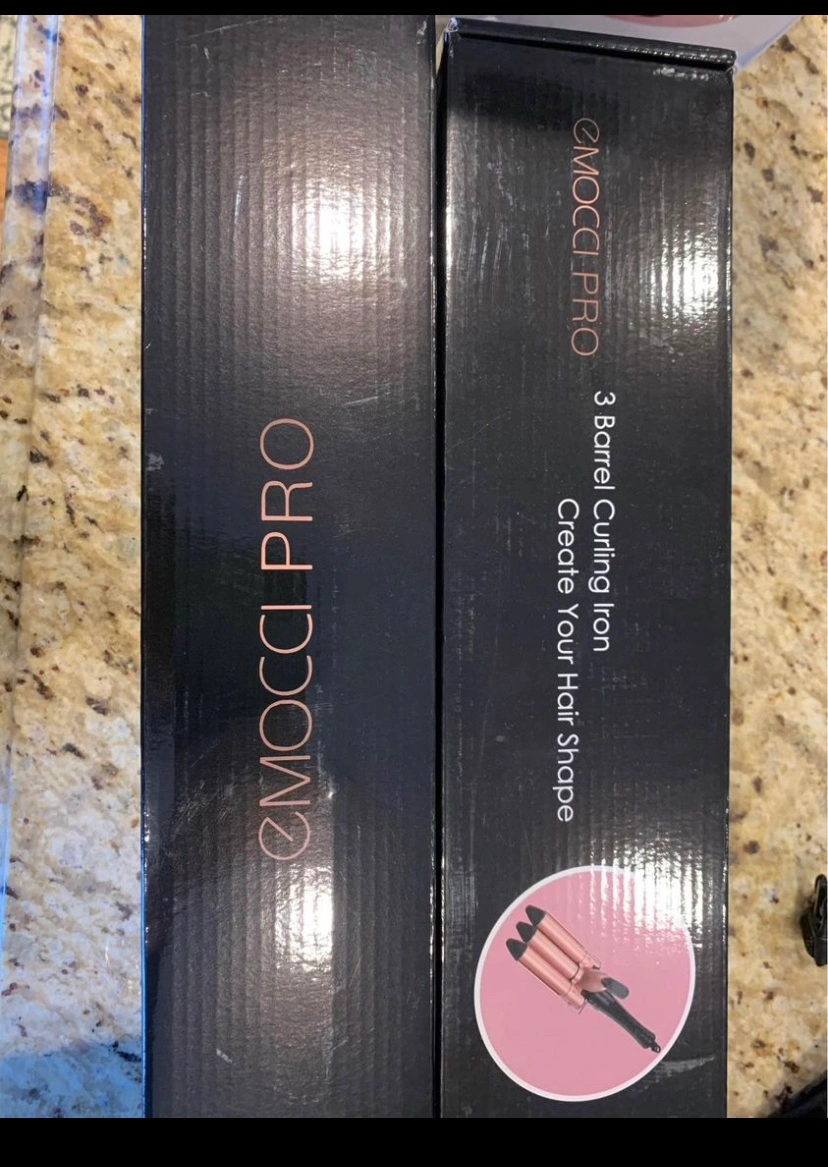 eMOCCI PRO
eMOCCI PRO
3 Barrel Curling Iron
Create Your Hair Shape